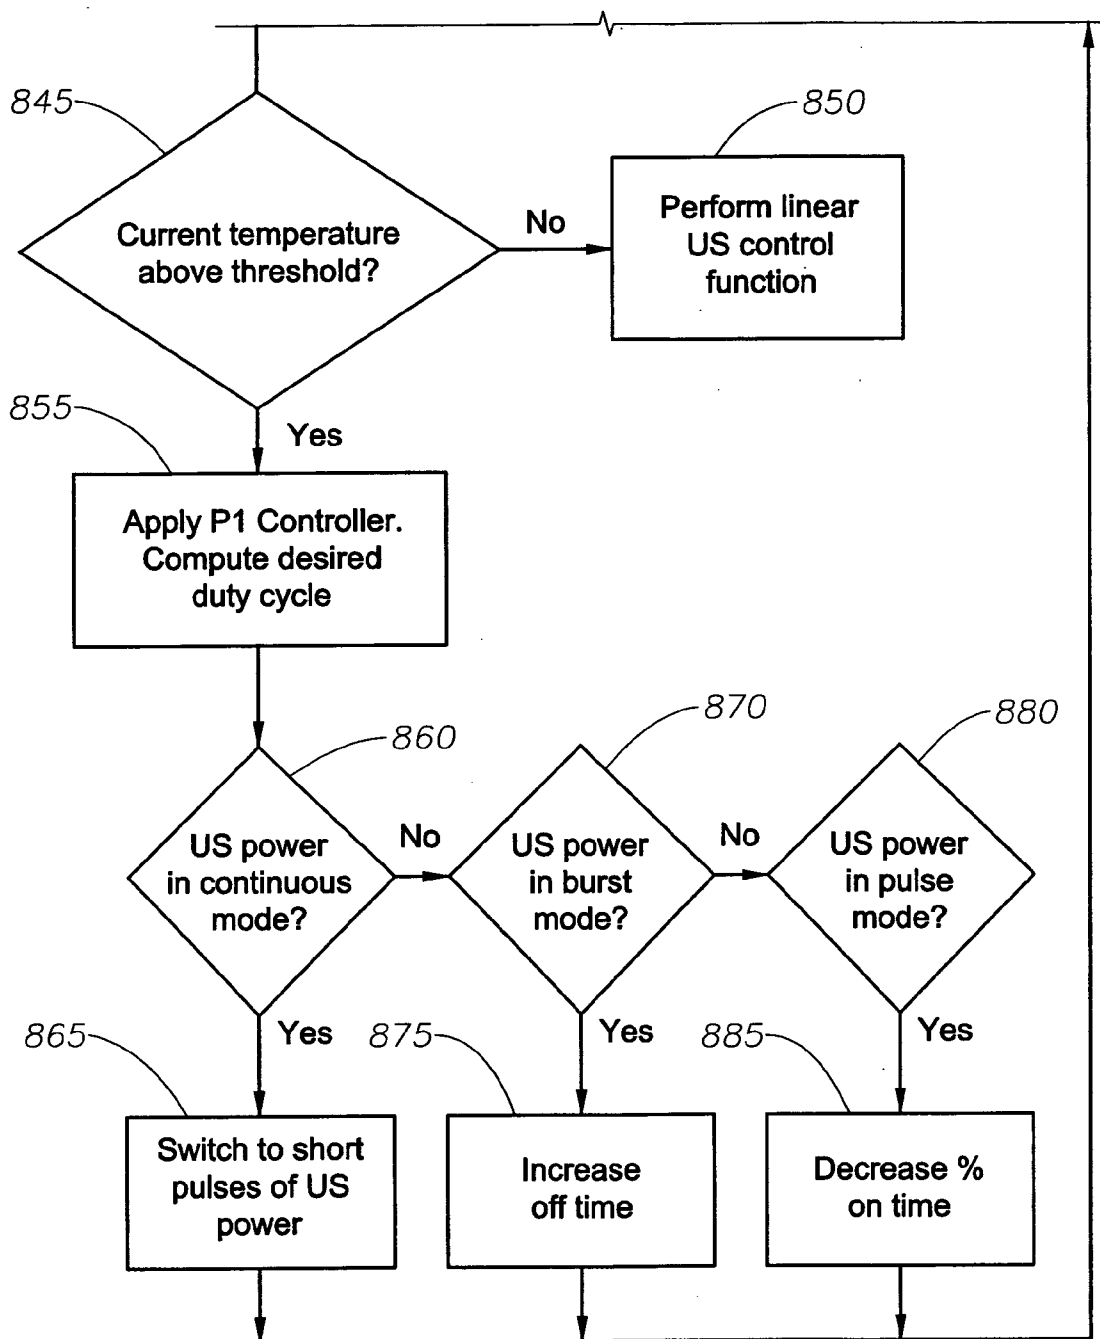 845
850
Current temperature
above threshold?
No
Perform linear
US control
function
855
Yes
Apply P1 Controller.
Compute desired
duty cycle
860
870
880
US power
in continuous
mode?
No
US power
in burst
mode?
No
US power
in pulse
mode?
865
Yes
875
Yes
885
Yes
Switch to short
pulses of US
power
Increase
off time
Decrease %
on time